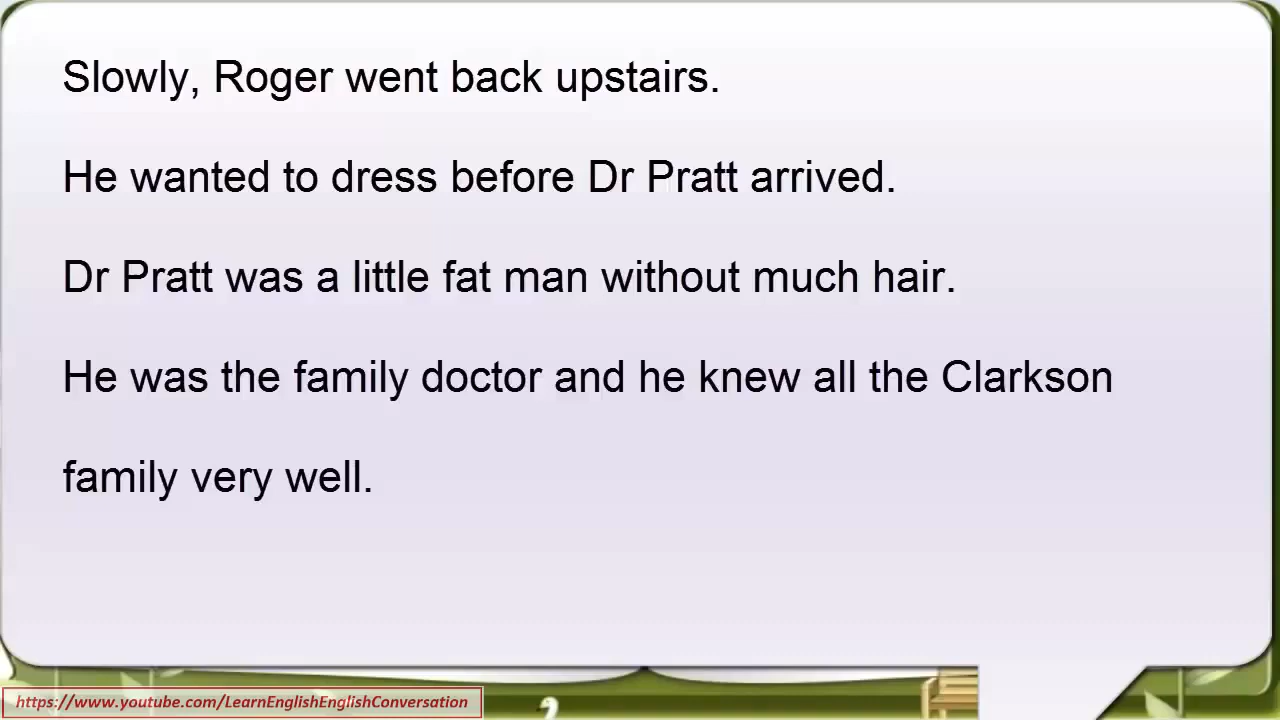 Slowly, Roger went back upstairs.
He wanted to dress before Dr Pratt arrived.
Dr Pratt was a little fat man without much hair.
He was the family doctor and he knew all the Clarkson
family very well.
https://www.youtube.com/LearnEnglishEnglishConversation